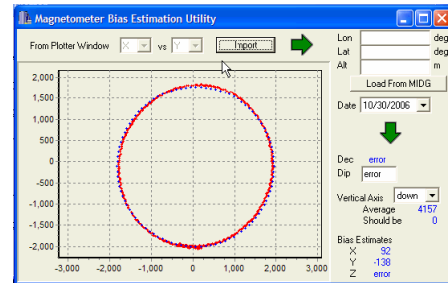 Magnetometer Bias Estimation Utility
From Plotter Window X vs Y Import
Lon deg
Lat deg
Alt m
Load From MIDG
Date 10/30/2006
Dec error
Dip error
Vertical Axis down
Average 4157
Should be 0
Bias Estimates
X 92
Y -138
Z error
2,000
1,500
1,000
500
0
-500
-1,000
-1,500
-2,000
-3,000 -2,000 -1,000 0 1,000 2,000 3,000